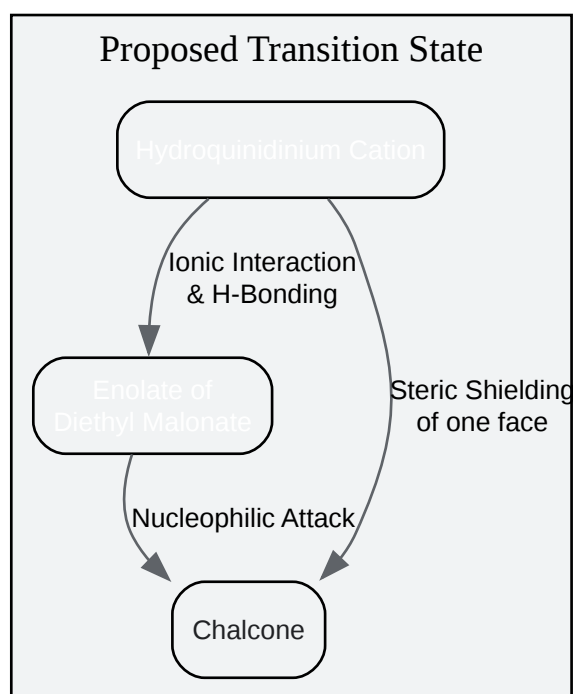 Proposed Transition State
Hydroquinidinium Cation
Ionic Interaction
& H-Bonding
Enolate of
Diethyl Malonate
Steric Shielding
of one face
Nucleophilic Attack
Chalcone